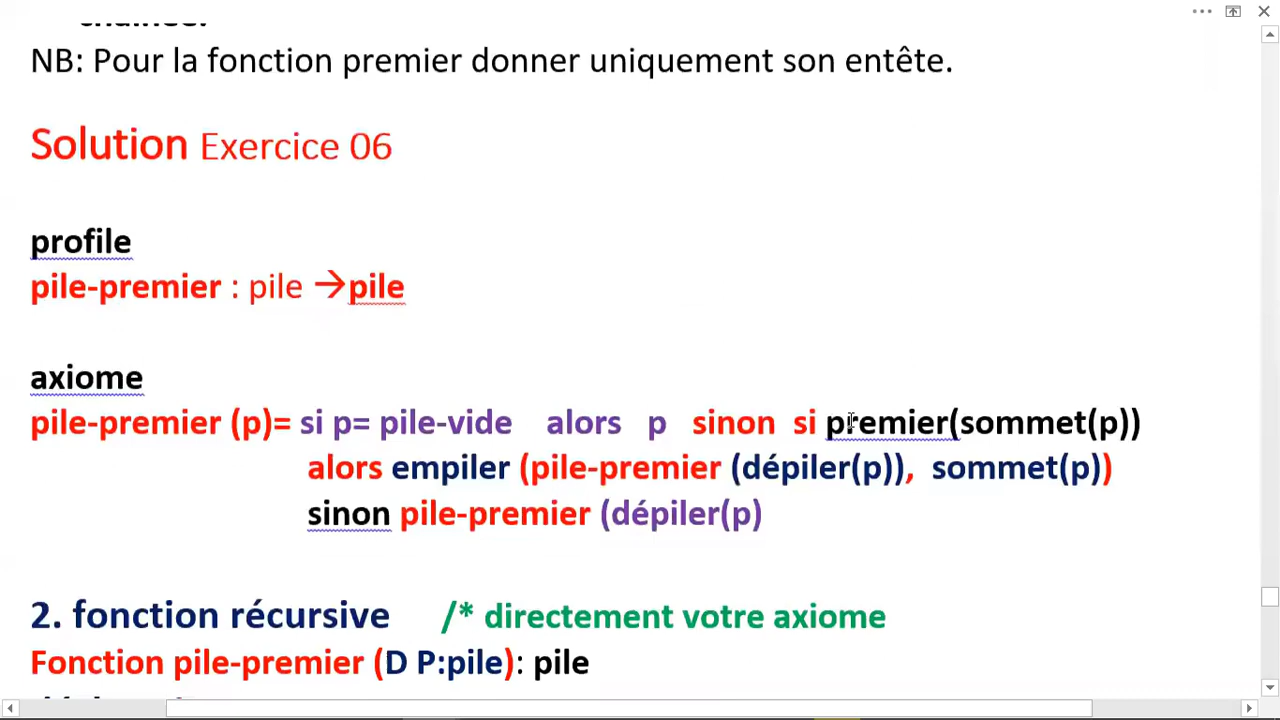 NB: Pour la fonction premier donner uniquement son entête.
Solution Exercice 06
profile
pile-premier : pile →pile
axiome
pile-premier (p)= si p= pile-vide alors p sinon si premier(sommet(p))
alors empiler (pile-premier (dépiler(p)), sommet(p))
sinon pile-premier (dépiler(p)
2. fonction récursive /* directement votre axiome
Fonction pile-premier (D P:pile): pile